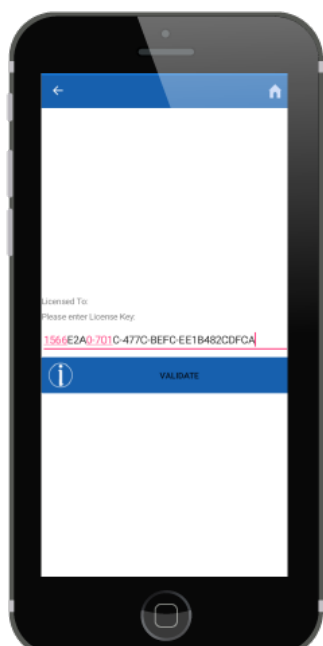 Licensed To:
Please enter License Key:
1566E2A0-701C-477C-BEFC-EE1B482CDFCA
VALIDATE